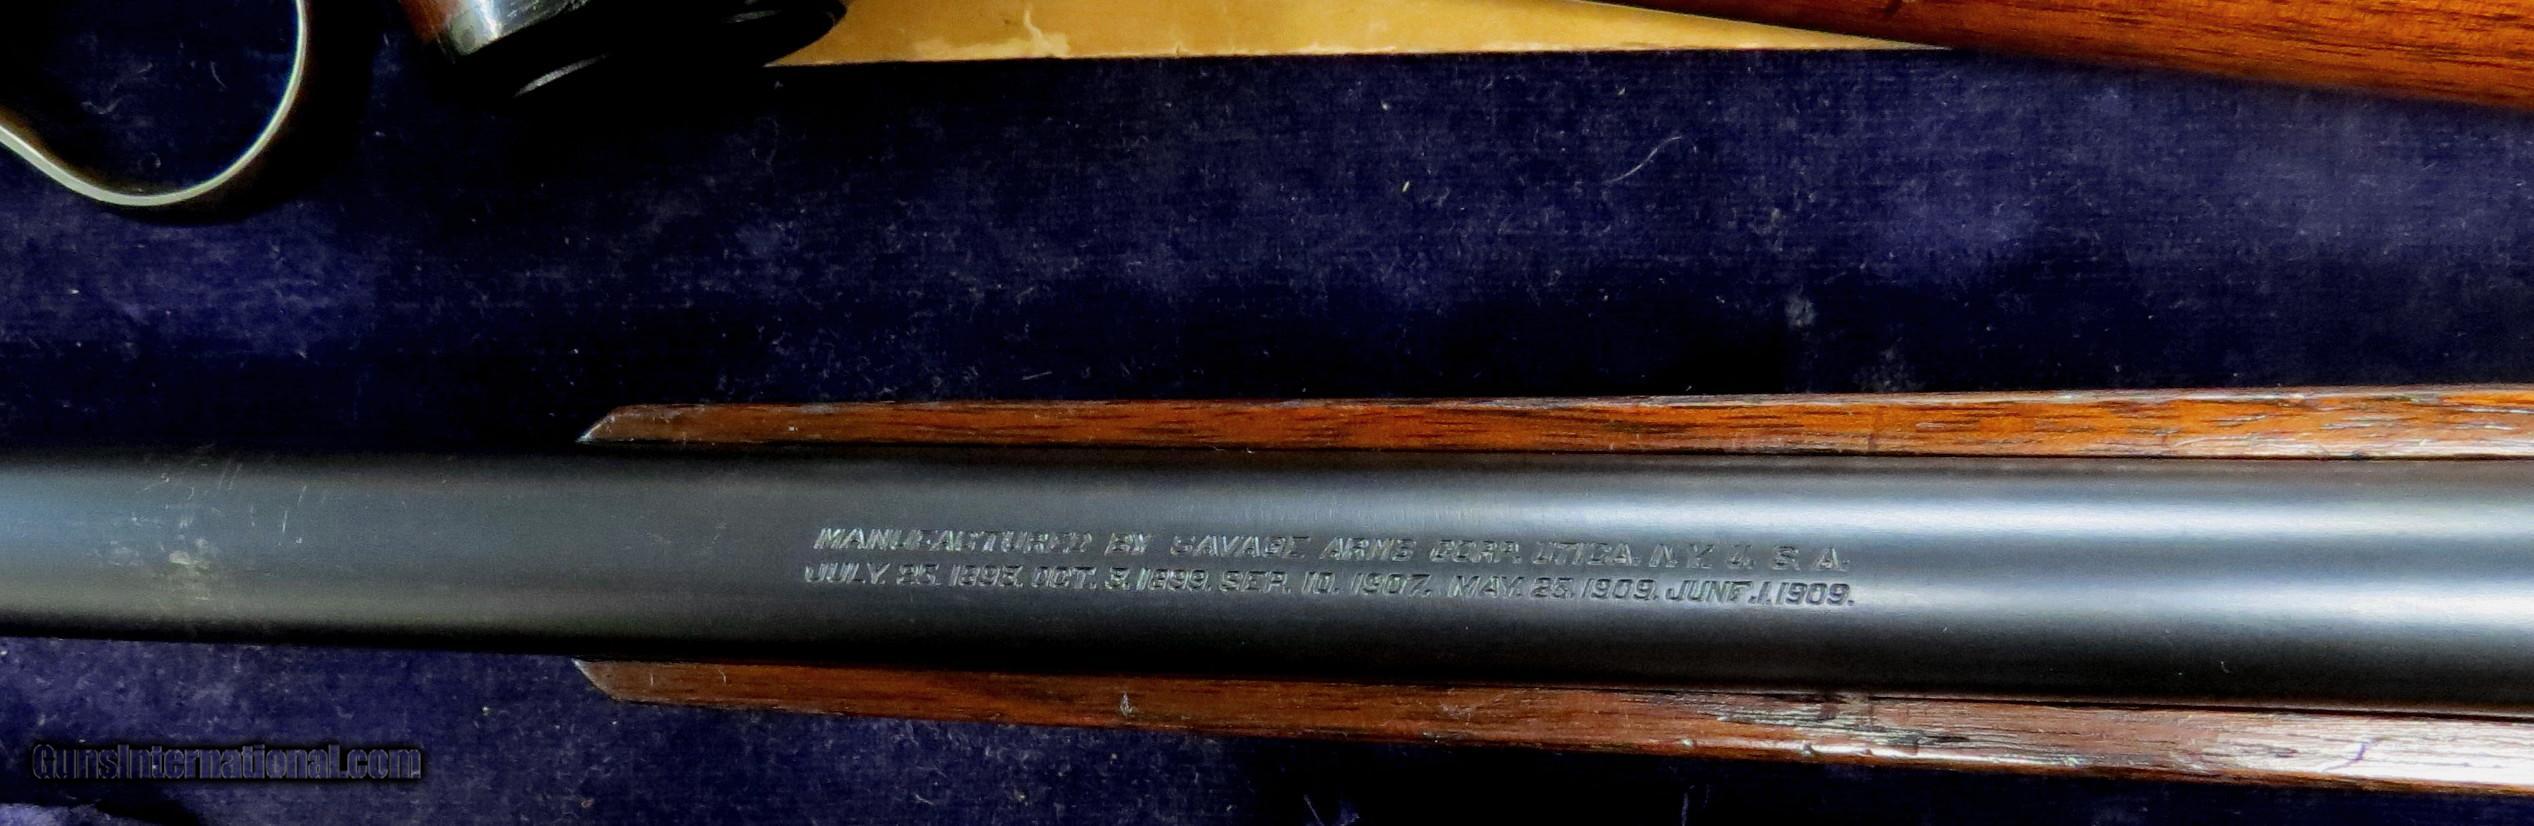 MANUFACTURED BY SAVAGE ARMS CORP. UTICA. N.Y. U. S. A.
JULY. 25. 1893. OCT. 3. 1899. SEP. 10. 1907. MAY. 25. 1909. JUNE. 1. 1909.
GunsInternational.com